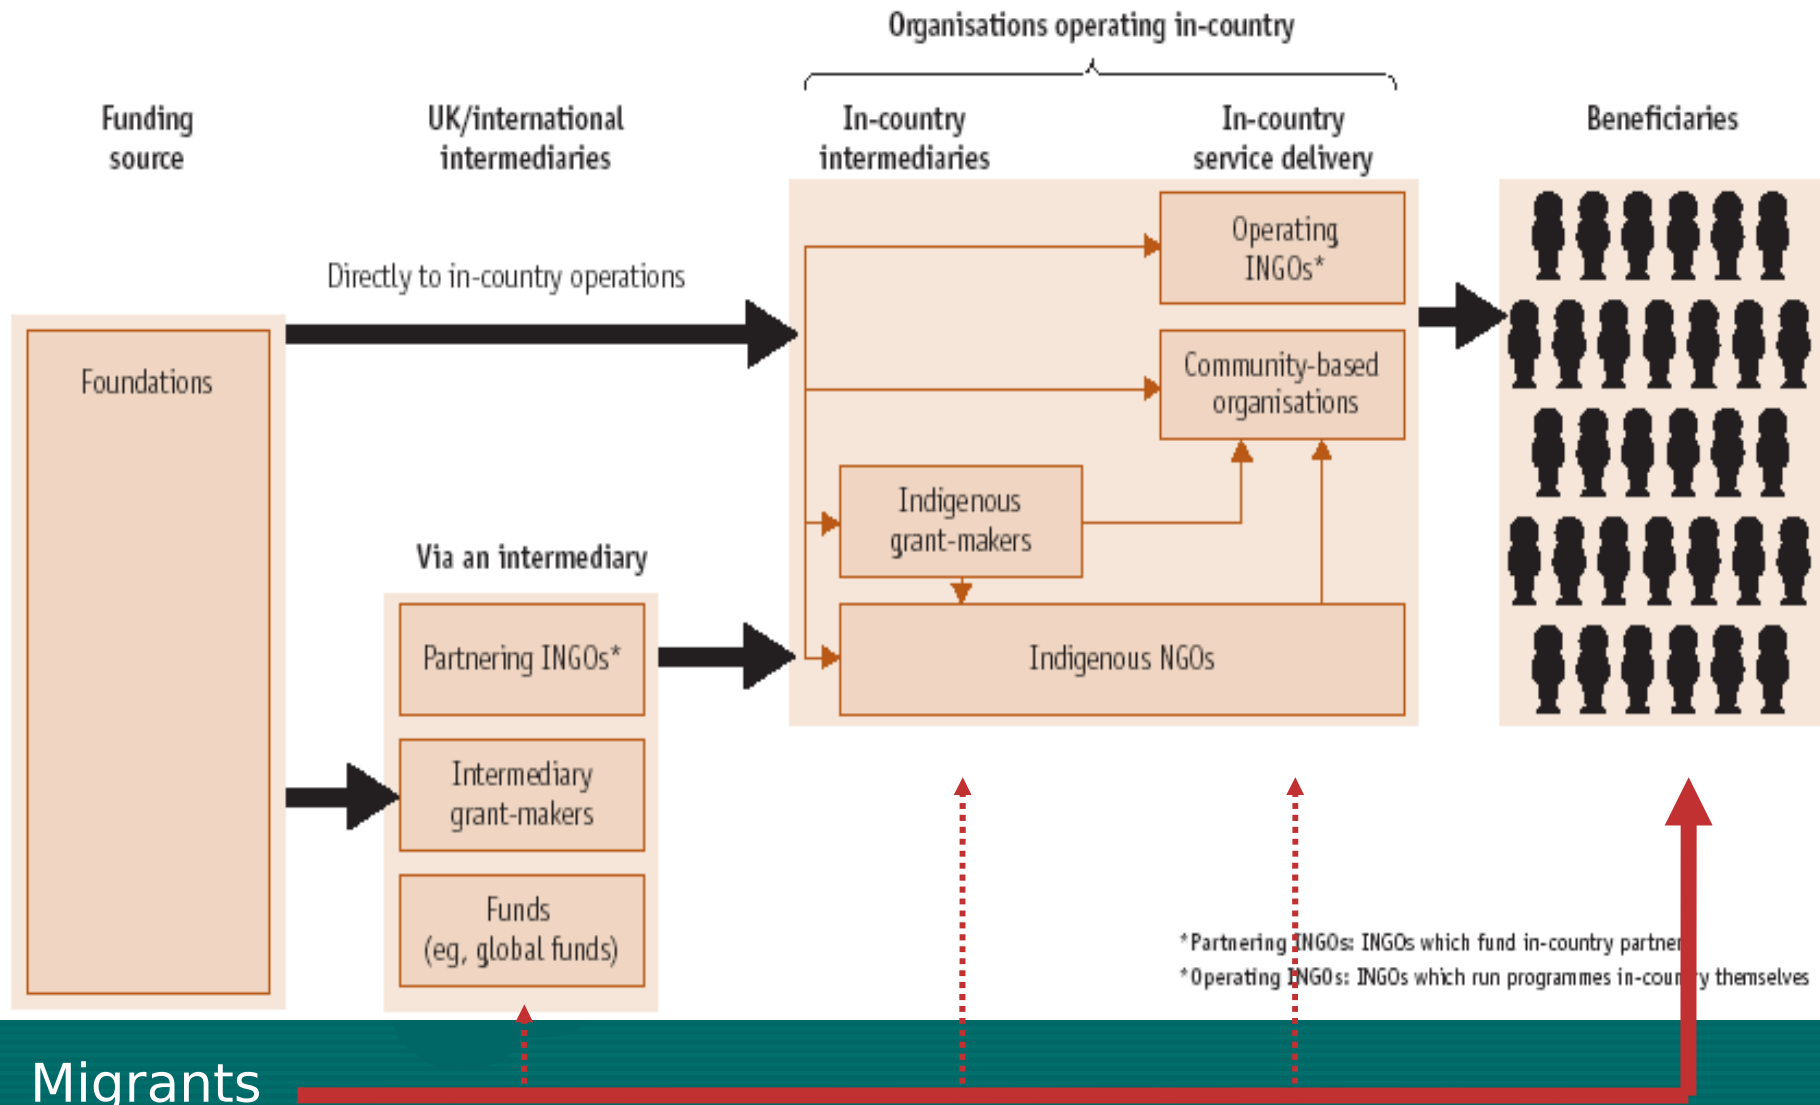 Organisations operating in-country
Funding
source
UK/international
intermediaries
In-country
intermediaries
In-country
service delivery
Beneficiaries
Directly to in-country operations
Foundations
Operating
INGOs*
Community-based
organisations
Indigenous
grant-makers
Indigenous NGOs
Via an intermediary
Partnering INGOs*
Intermediary
grant-makers
Funds
(eg, global funds)
*Partnering INGOs: INGOs which fund in-country partner
*Operating INGOs: INGOs which run programmes in-country themselves
Migrants